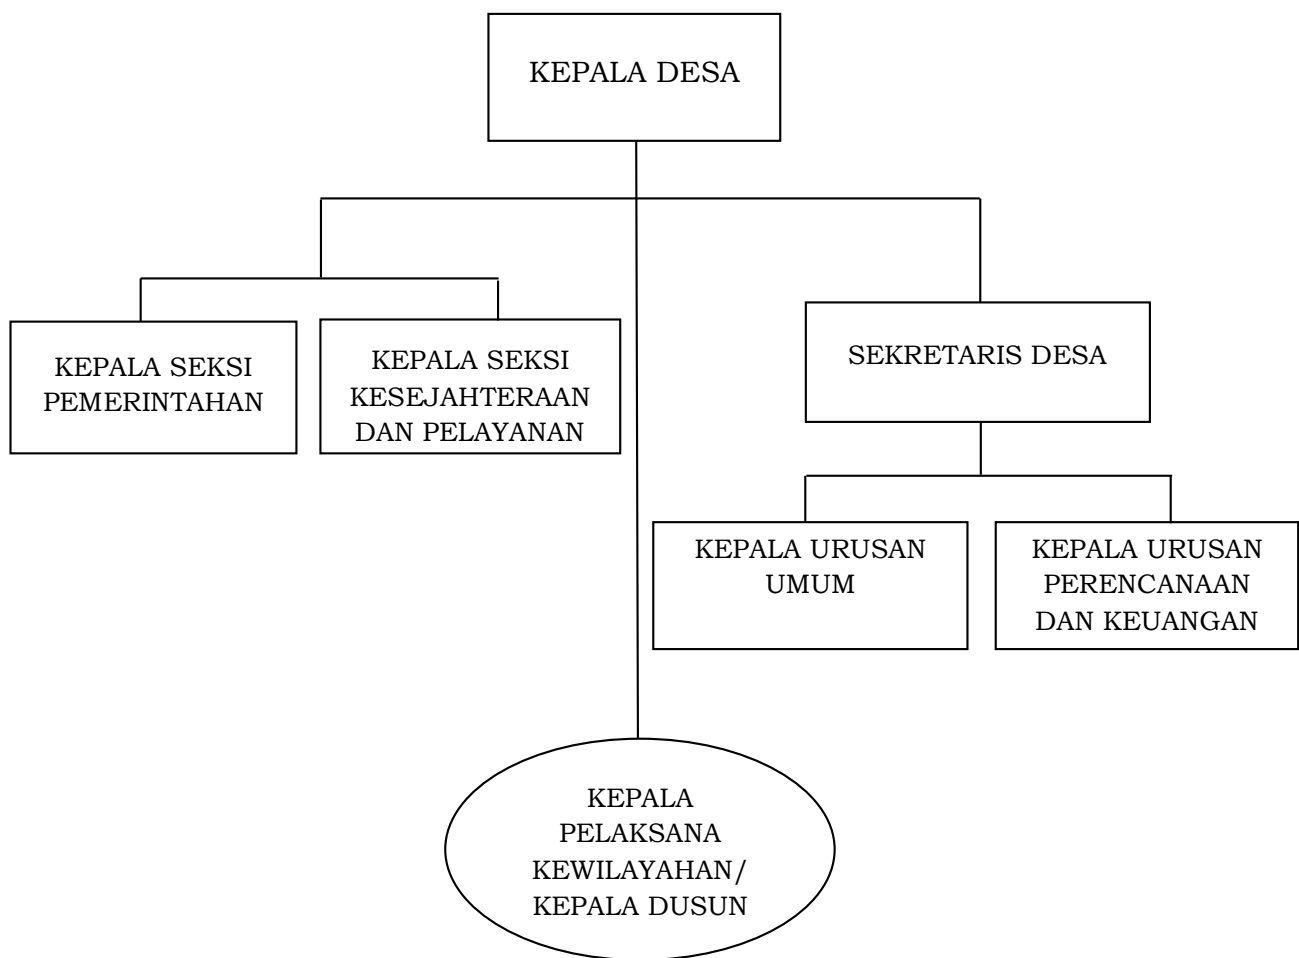 KEPALA DESA
KEPALA SEKSI
PEMERINTAHAN
KEPALA SEKSI
KESEJAHTERAAN
DAN PELAYANAN
SEKRETARIS DESA
KEPALA URUSAN
UMUM
KEPALA URUSAN
PERENCANAAN
DAN KEUANGAN
KEPALA
PELAKSANA
KEWILAYAHAN/
KEPALA DUSUN